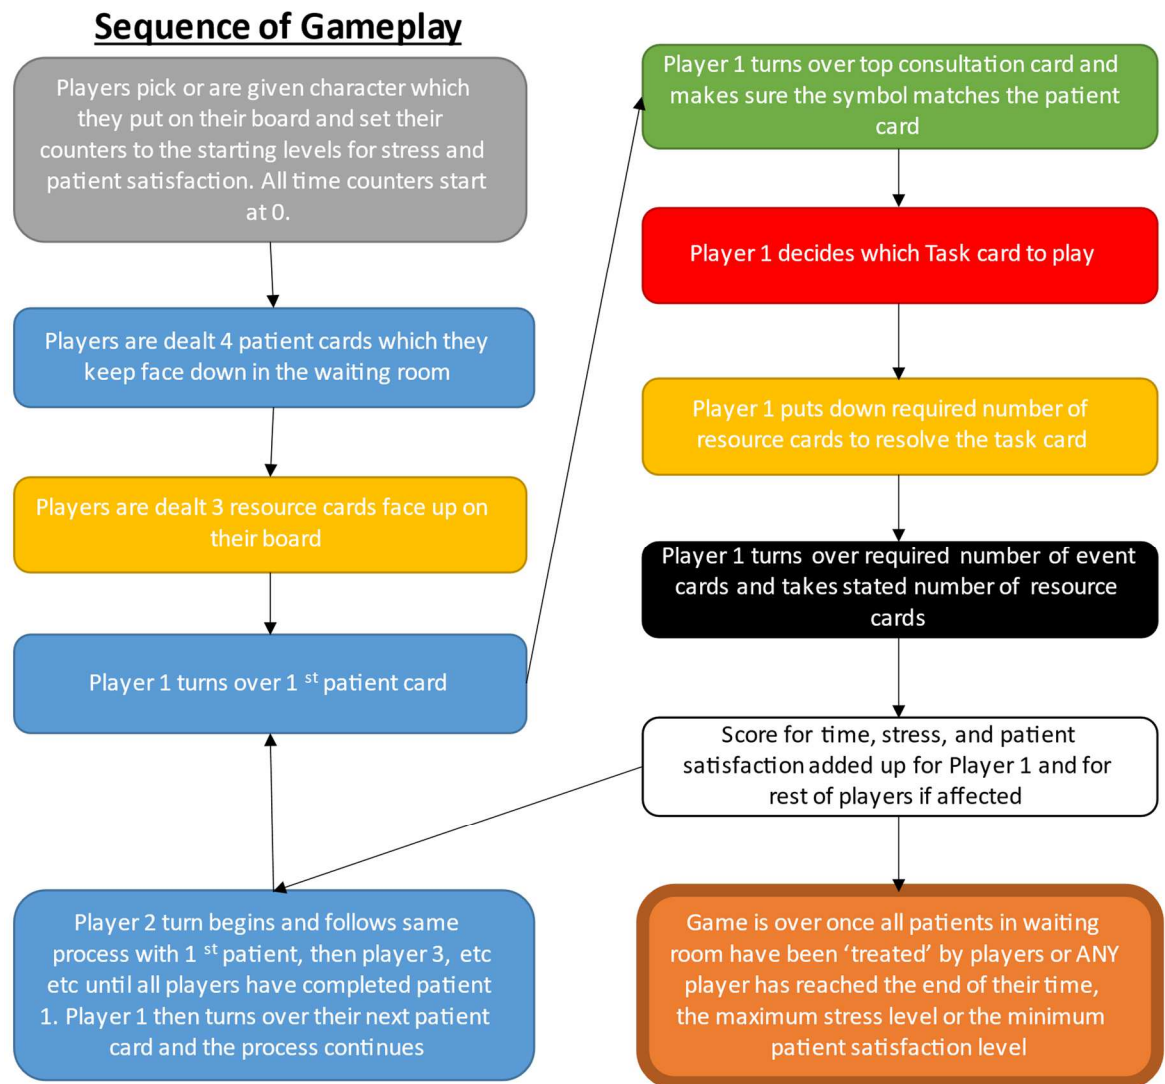 Sequence of Gameplay
Players pick or are given character which
they put on their board and set their
counters to the starting levels for stress and
patient satisfaction. All time counters start
at 0.
Players are dealt 4 patient cards which they
keep face down in the waiting room
Players are dealt 3 resource cards face up on
their board
Player 1 turns over 1 st patient card
Player 1 turns over top consultation card and
makes sure the symbol matches the patient
card
Player 1 decides which Task card to play
Player 1 puts down required number of
resource cards to resolve the task card
Player 1 turns over required number of event
cards and takes stated number of resource
cards
Score for time, stress, and patient
satisfaction added up for Player 1 and for
rest of players if affected
Player 2 turn begins and follows same
process with 1 st patient, then player 3, etc
etc until all players have completed patient
1. Player 1 then turns over their next patient
card and the process continues
Game is over once all patients in waiting
room have been ‘treated’ by players or ANY
player has reached the end of their time,
the maximum stress level or the minimum
patient satisfaction level